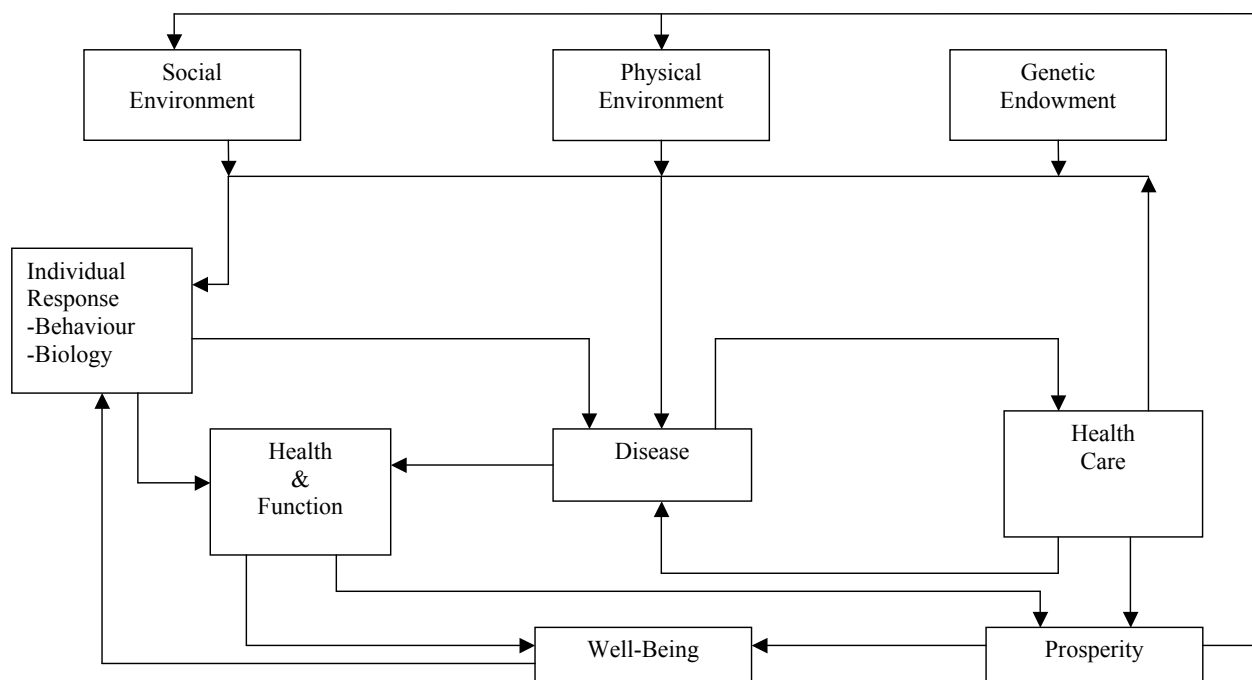 Social
Environment
Physical
Environment
Genetic
Endowment
Individual
Response
-Behaviour
-Biology
Health
&
Function
Disease
Health
Care
Well-Being
Prosperity